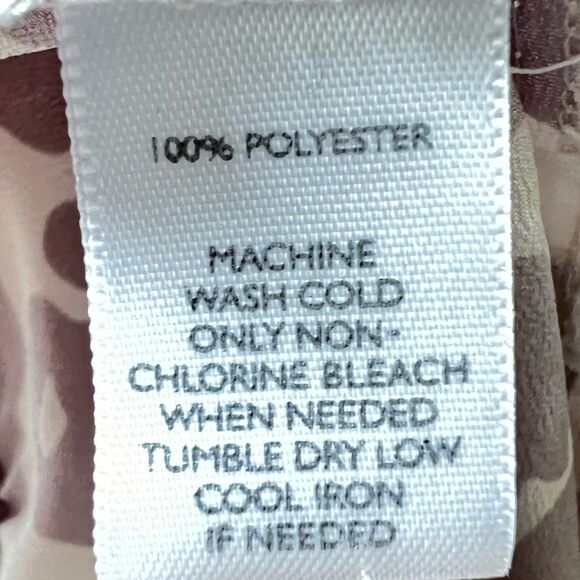 100% POLYESTER
MACHINE
WASH COLD
ONLY NON-
CHLORINE BLEACH
WHEN NEEDED
TUMBLE DRY LOW
COOL IRON
IF NEEDED